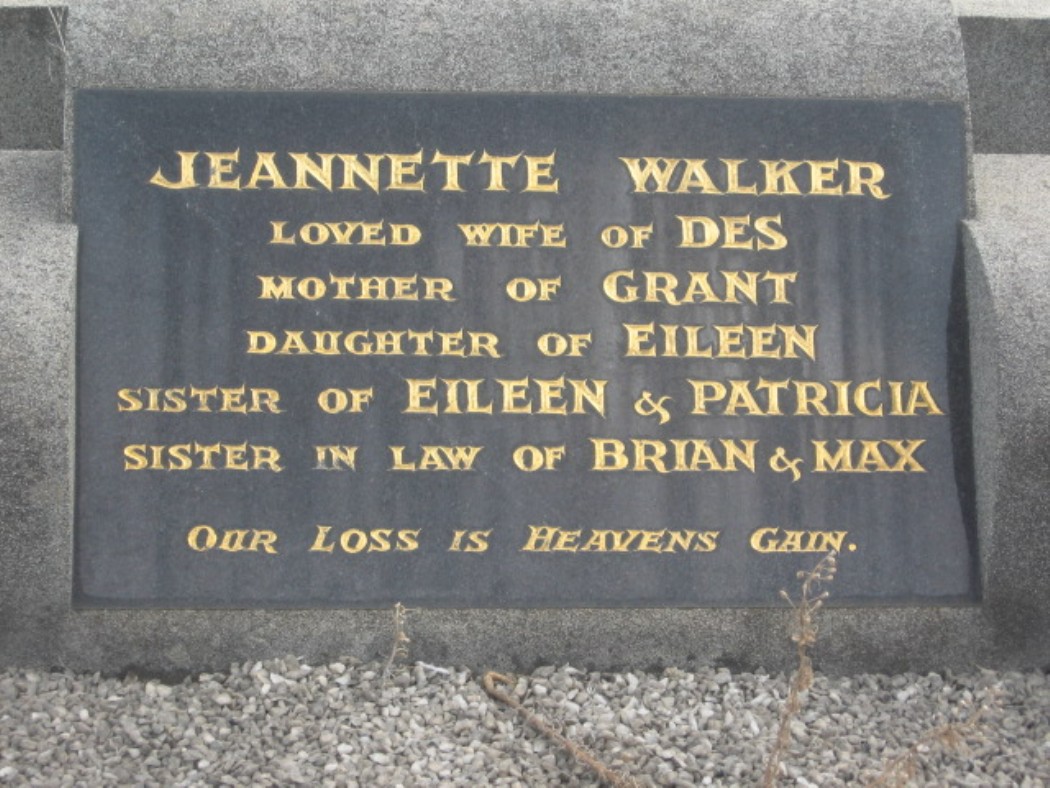 JEANNETTE WALKER
LOVED WIFE OF DES
MOTHER OF GRANT
DAUGHTER OF EILEEN
SISTER OF EILEEN & PATRICIA
SISTER IN LAW OF BRIAN & MAX
OUR LOSS IS HEAVENS GAIN.